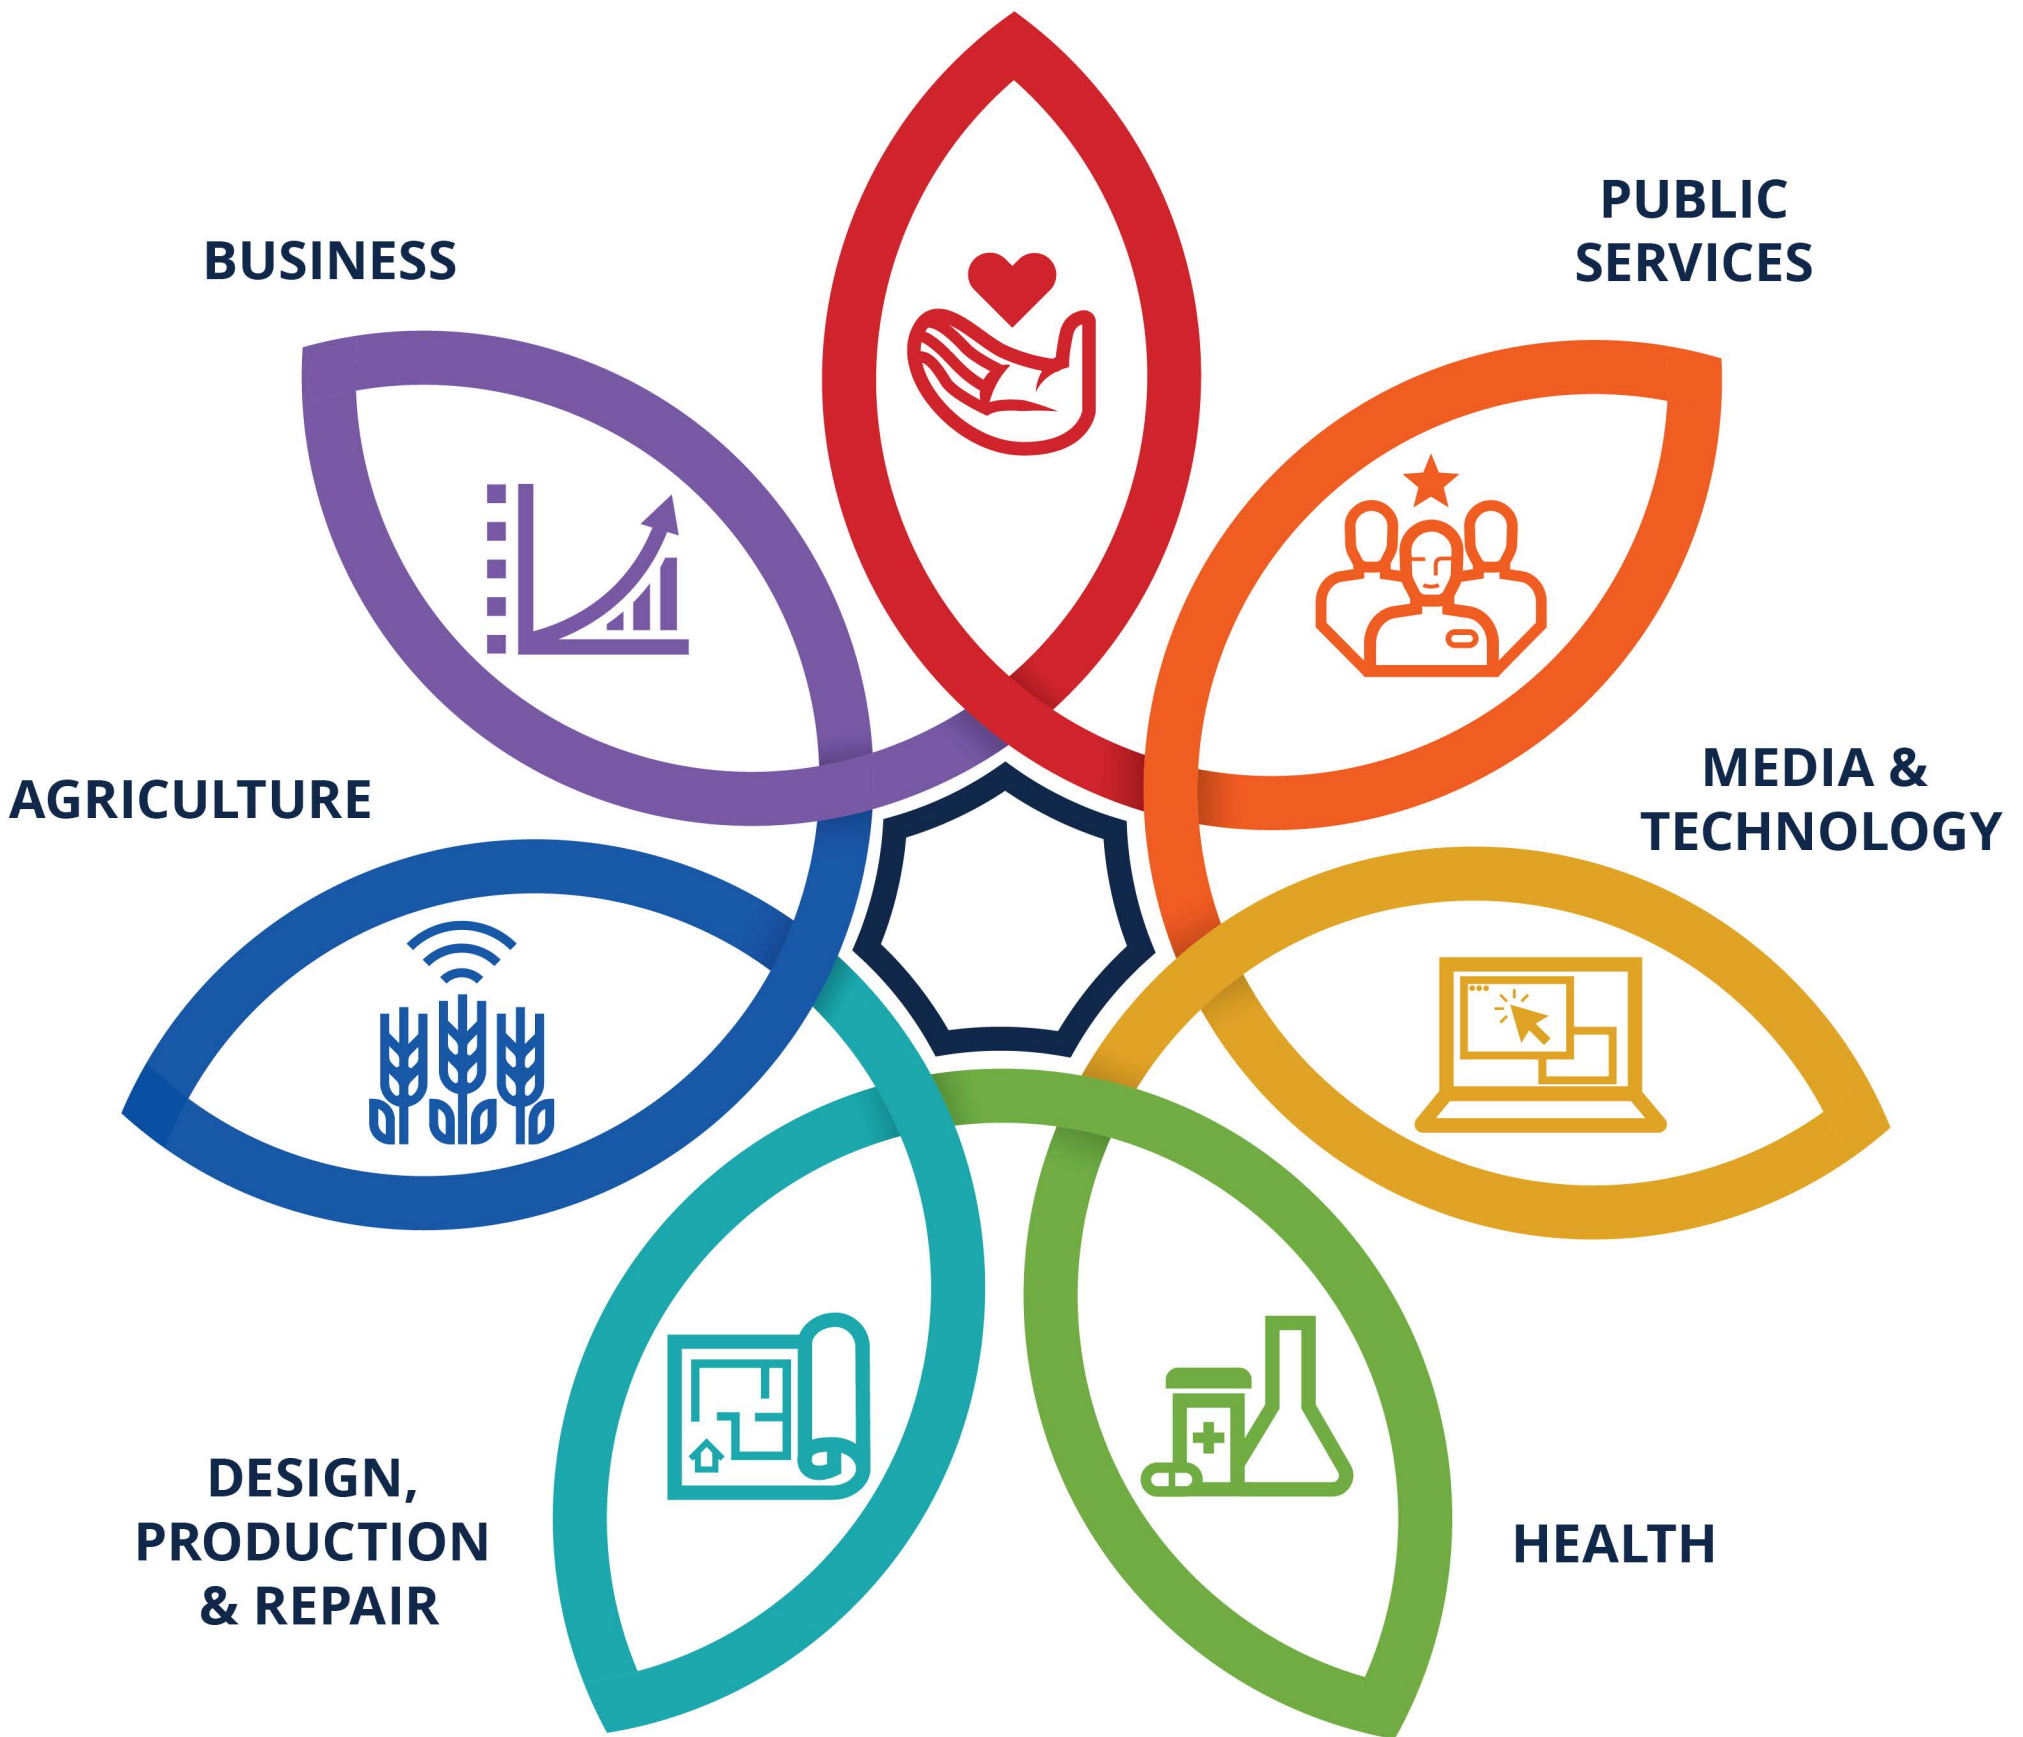 BUSINESS
PUBLIC
SERVICES
AGRICULTURE
MEDIA &
TECHNOLOGY
DESIGN,
PRODUCTION
& REPAIR
HEALTH